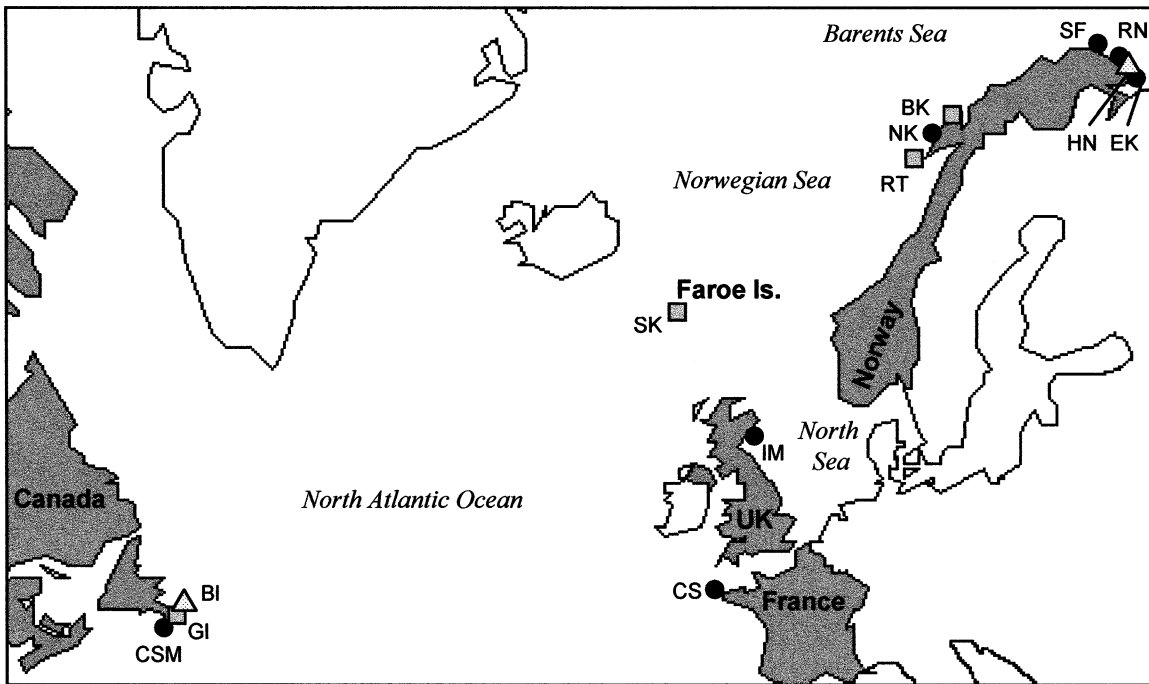 Barents Sea
SF
RN
BK
NK
HN
EK
RT
Norwegian Sea
Faroe Is.
SK
Norway
North
Sea
IM
Canada
North Atlantic Ocean
UK
BI
CS
France
GI
CSM